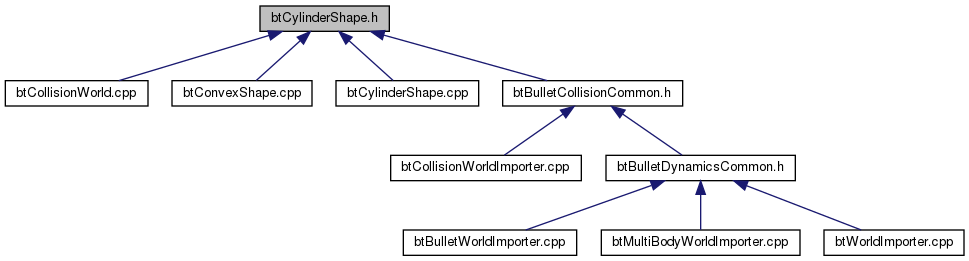 btCylinderShape.h
btCollisionWorld.cpp
btConvexShape.cpp
btCylinderShape.cpp
btBulletCollisionCommon.h
btCollisionWorldImporter.cpp
btBulletDynamicsCommon.h
btBulletWorldImporter.cpp
btMultiBodyWorldImporter.cpp
btWorldImporter.cpp